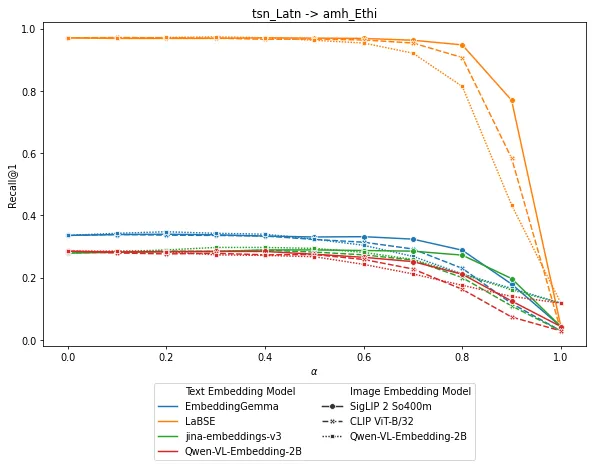 tsn_Latn -> amh_Ethi
1.0
0.8
0.6
0.4
0.2
0.0
Recall@1
0.0 0.2 0.4 0.6 0.8 1.0
α
Text Embedding Model Image Embedding Model
EmbeddingGemma SigLIP 2 So400m
LaBSE CLIP ViT-B/32
jina-embeddings-v3 Qwen-VL-Embedding-2B
Qwen-VL-Embedding-2B